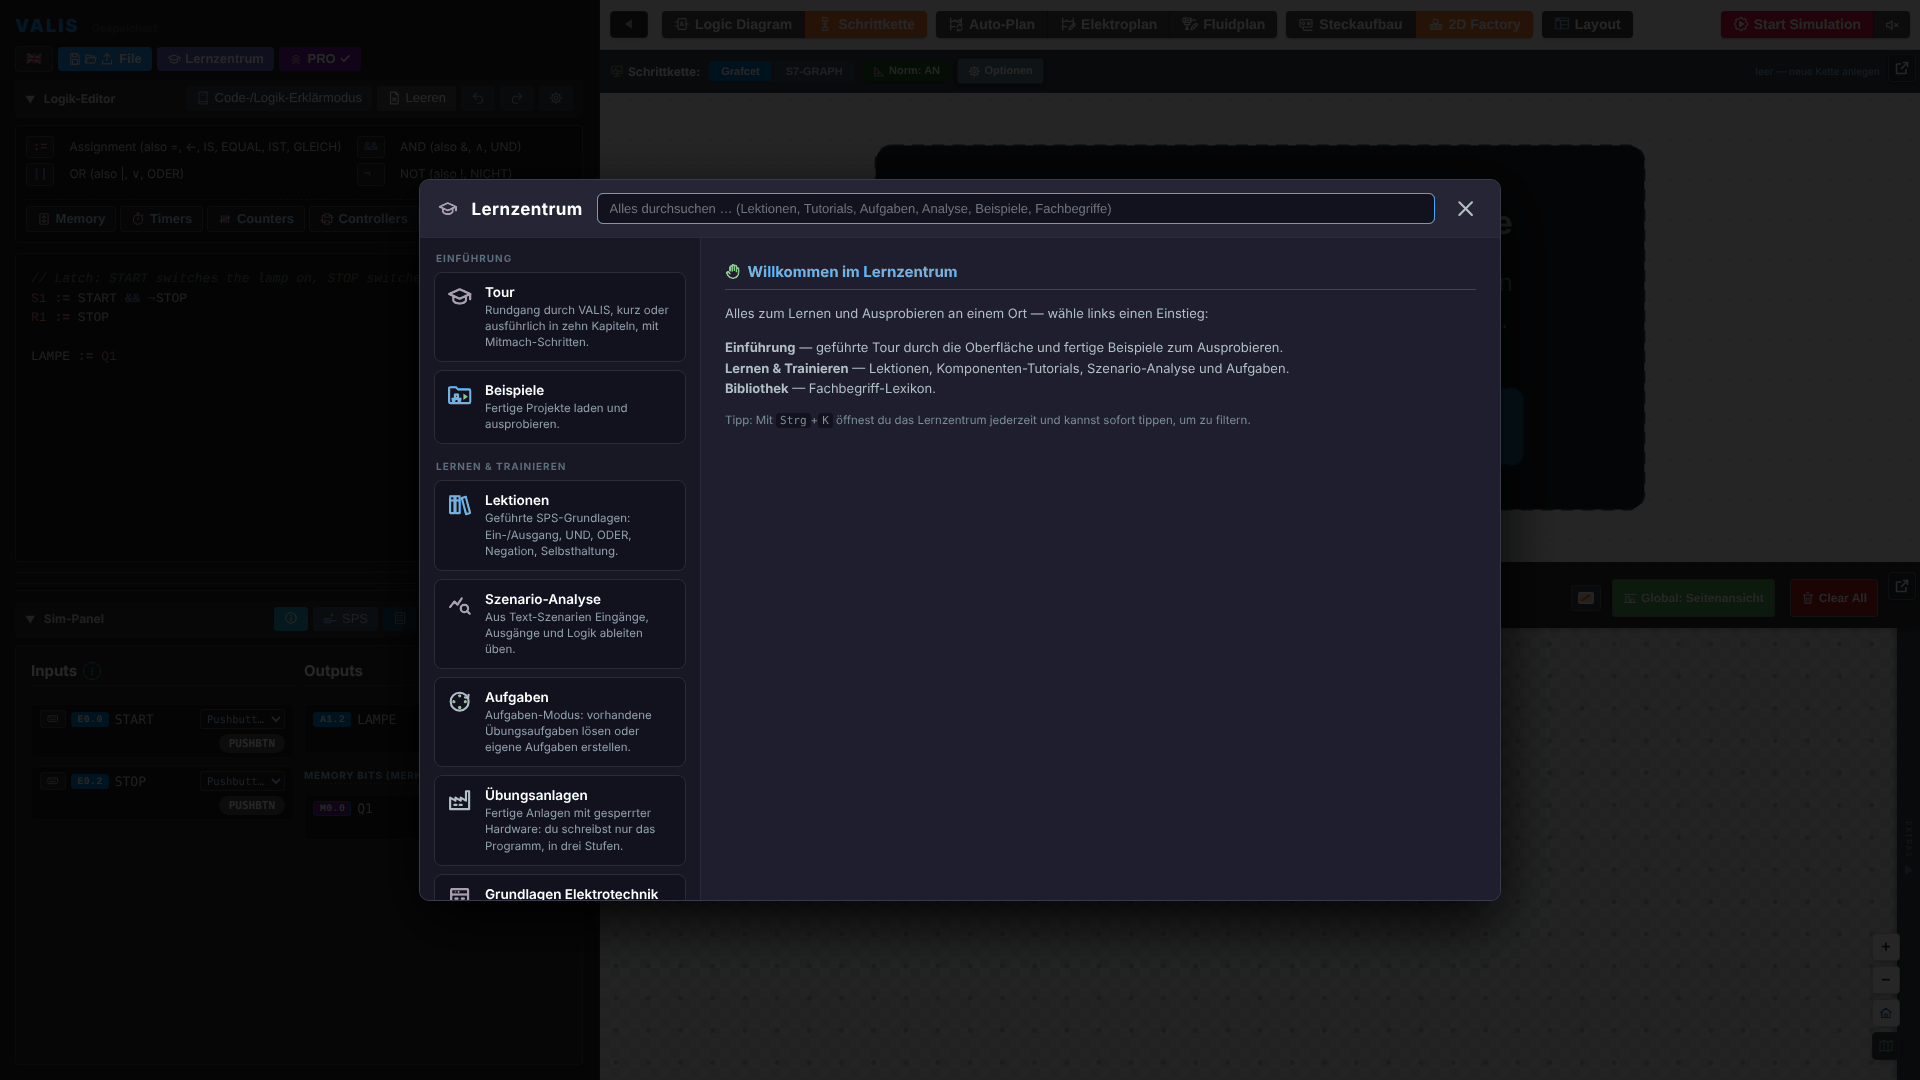 VALIS
File
Lernzentrum
PRO ✓
Logic Diagram
Schrittkette
Auto-Plan
Elektroplan
Fluidplan
Steckaufbau
2D Factory
Layout
Start Simulation
Schrittkette:
Grafcet
S7-GRAPH
Norm: AN
Optionen
leer — neue Kette anlegen
Logik-Editor
Code-/Logik-Erklärmodus
Leeren
:= Assignment (also =, ←, IS, EQUAL, IST, GLEICH)
&& AND (also &, ∧, UND)
|| OR (also |, ∨, ODER)
¬ NOT (also !, NICHT)
Memory
Timers
Counters
Controllers
// Latch: START switches the lamp on, STOP switche
S1 := START && ¬STOP
R1 := STOP
LAMPE := Q1
Sim-Panel
SPS
Inputs
Outputs
E0.0 START Pushbutt...
PUSHBTN
E0.2 STOP Pushbutt...
PUSHBTN
A1.2 LAMPE
MEMORY BITS (MERK
M0.0 Q1
Global: Seitenansicht
Clear All
Lernzentrum
Alles durchsuchen … (Lektionen, Tutorials, Aufgaben, Analyse, Beispiele, Fachbegriffe)
EINFÜHRUNG
Tour
Rundgang durch VALIS, kurz oder
ausführlich in zehn Kapiteln, mit
Mitmach-Schritten.
Beispiele
Fertige Projekte laden und
ausprobieren.
LERNEN & TRAINIEREN
Lektionen
Geführte SPS-Grundlagen:
Ein-/Ausgang, UND, ODER,
Negation, Selbsthaltung.
Szenario-Analyse
Aus Text-Szenarien Eingänge,
Ausgänge und Logik ableiten
üben.
Aufgaben
Aufgaben-Modus: vorhandene
Übungsaufgaben lösen oder
eigene Aufgaben erstellen.
Übungsanlagen
Fertige Anlagen mit gesperrter
Hardware: du schreibst nur das
Programm, in drei Stufen.
Grundlagen Elektrotechnik
Willkommen im Lernzentrum
Alles zum Lernen und Ausprobieren an einem Ort — wähle links einen Einstieg:
Einführung — geführte Tour durch die Oberfläche und fertige Beispiele zum Ausprobieren.
Lernen & Trainieren — Lektionen, Komponenten-Tutorials, Szenario-Analyse und Aufgaben.
Bibliothek — Fachbegriff-Lexikon.
Tipp: Mit Strg + K öffnest du das Lernzentrum jederzeit und kannst sofort tippen, um zu filtern.